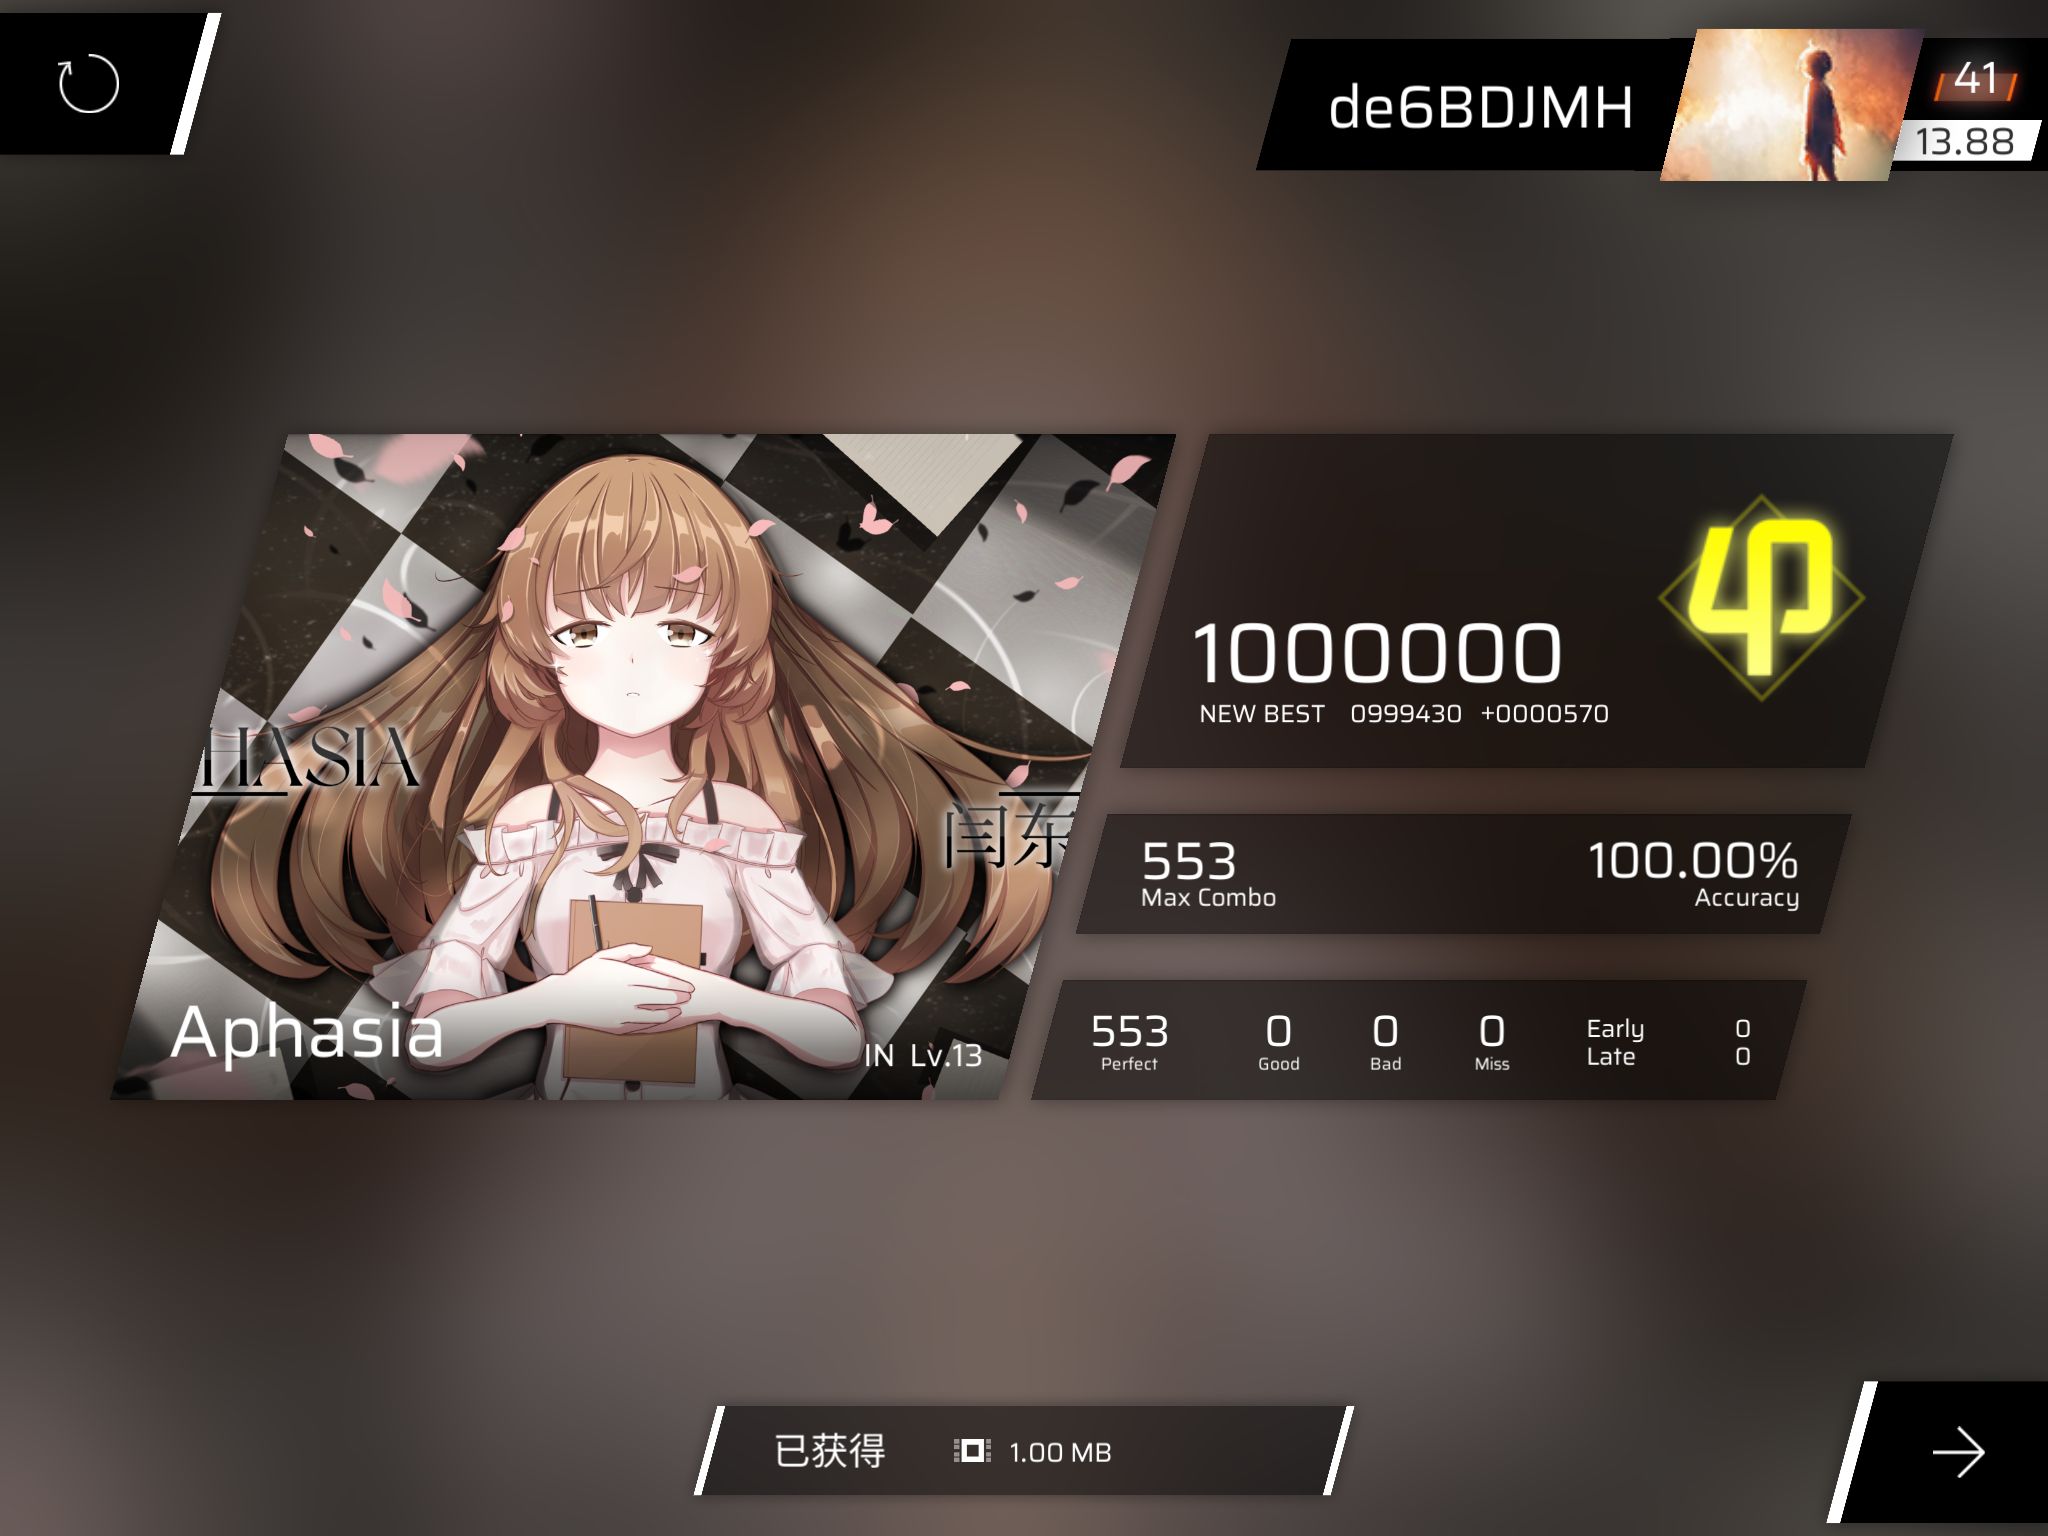 de6BDJMH
41
13.88
HASIA
闫东
Aphasia
IN Lv.13
1000000
NEW BEST 0999430 +0000570
φ
553
Max Combo
100.00%
Accuracy
553 0 0 0
Perfect Good Bad Miss
Early 0
Late 0
已获得 1.00 MB